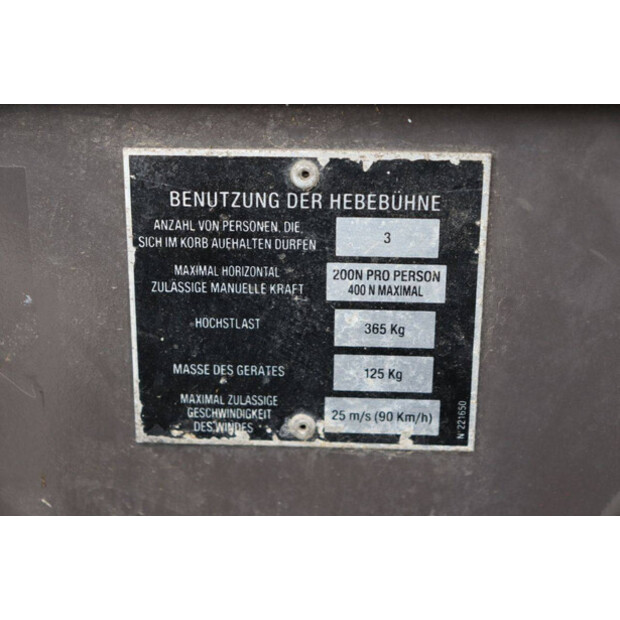 BENUTZUNG DER HEBEBÜHNE
ANZAHL VON PERSONEN, DIE
SICH IM KORB AUEHALTEN DÜRFEN
3
MAXIMAL HORIZONTAL
ZULÄSSIGE MANUELLE KRAFT
200N PRO PERSON
400 N MAXIMAL
HÖCHSTLAST
365 Kg
MASSE DES GERÄTES
125 Kg
MAXIMAL ZULÄSSIGE
GESCHWINDIGKEIT
DES WINDES
25 m/s (90 Km/h)
N°221650